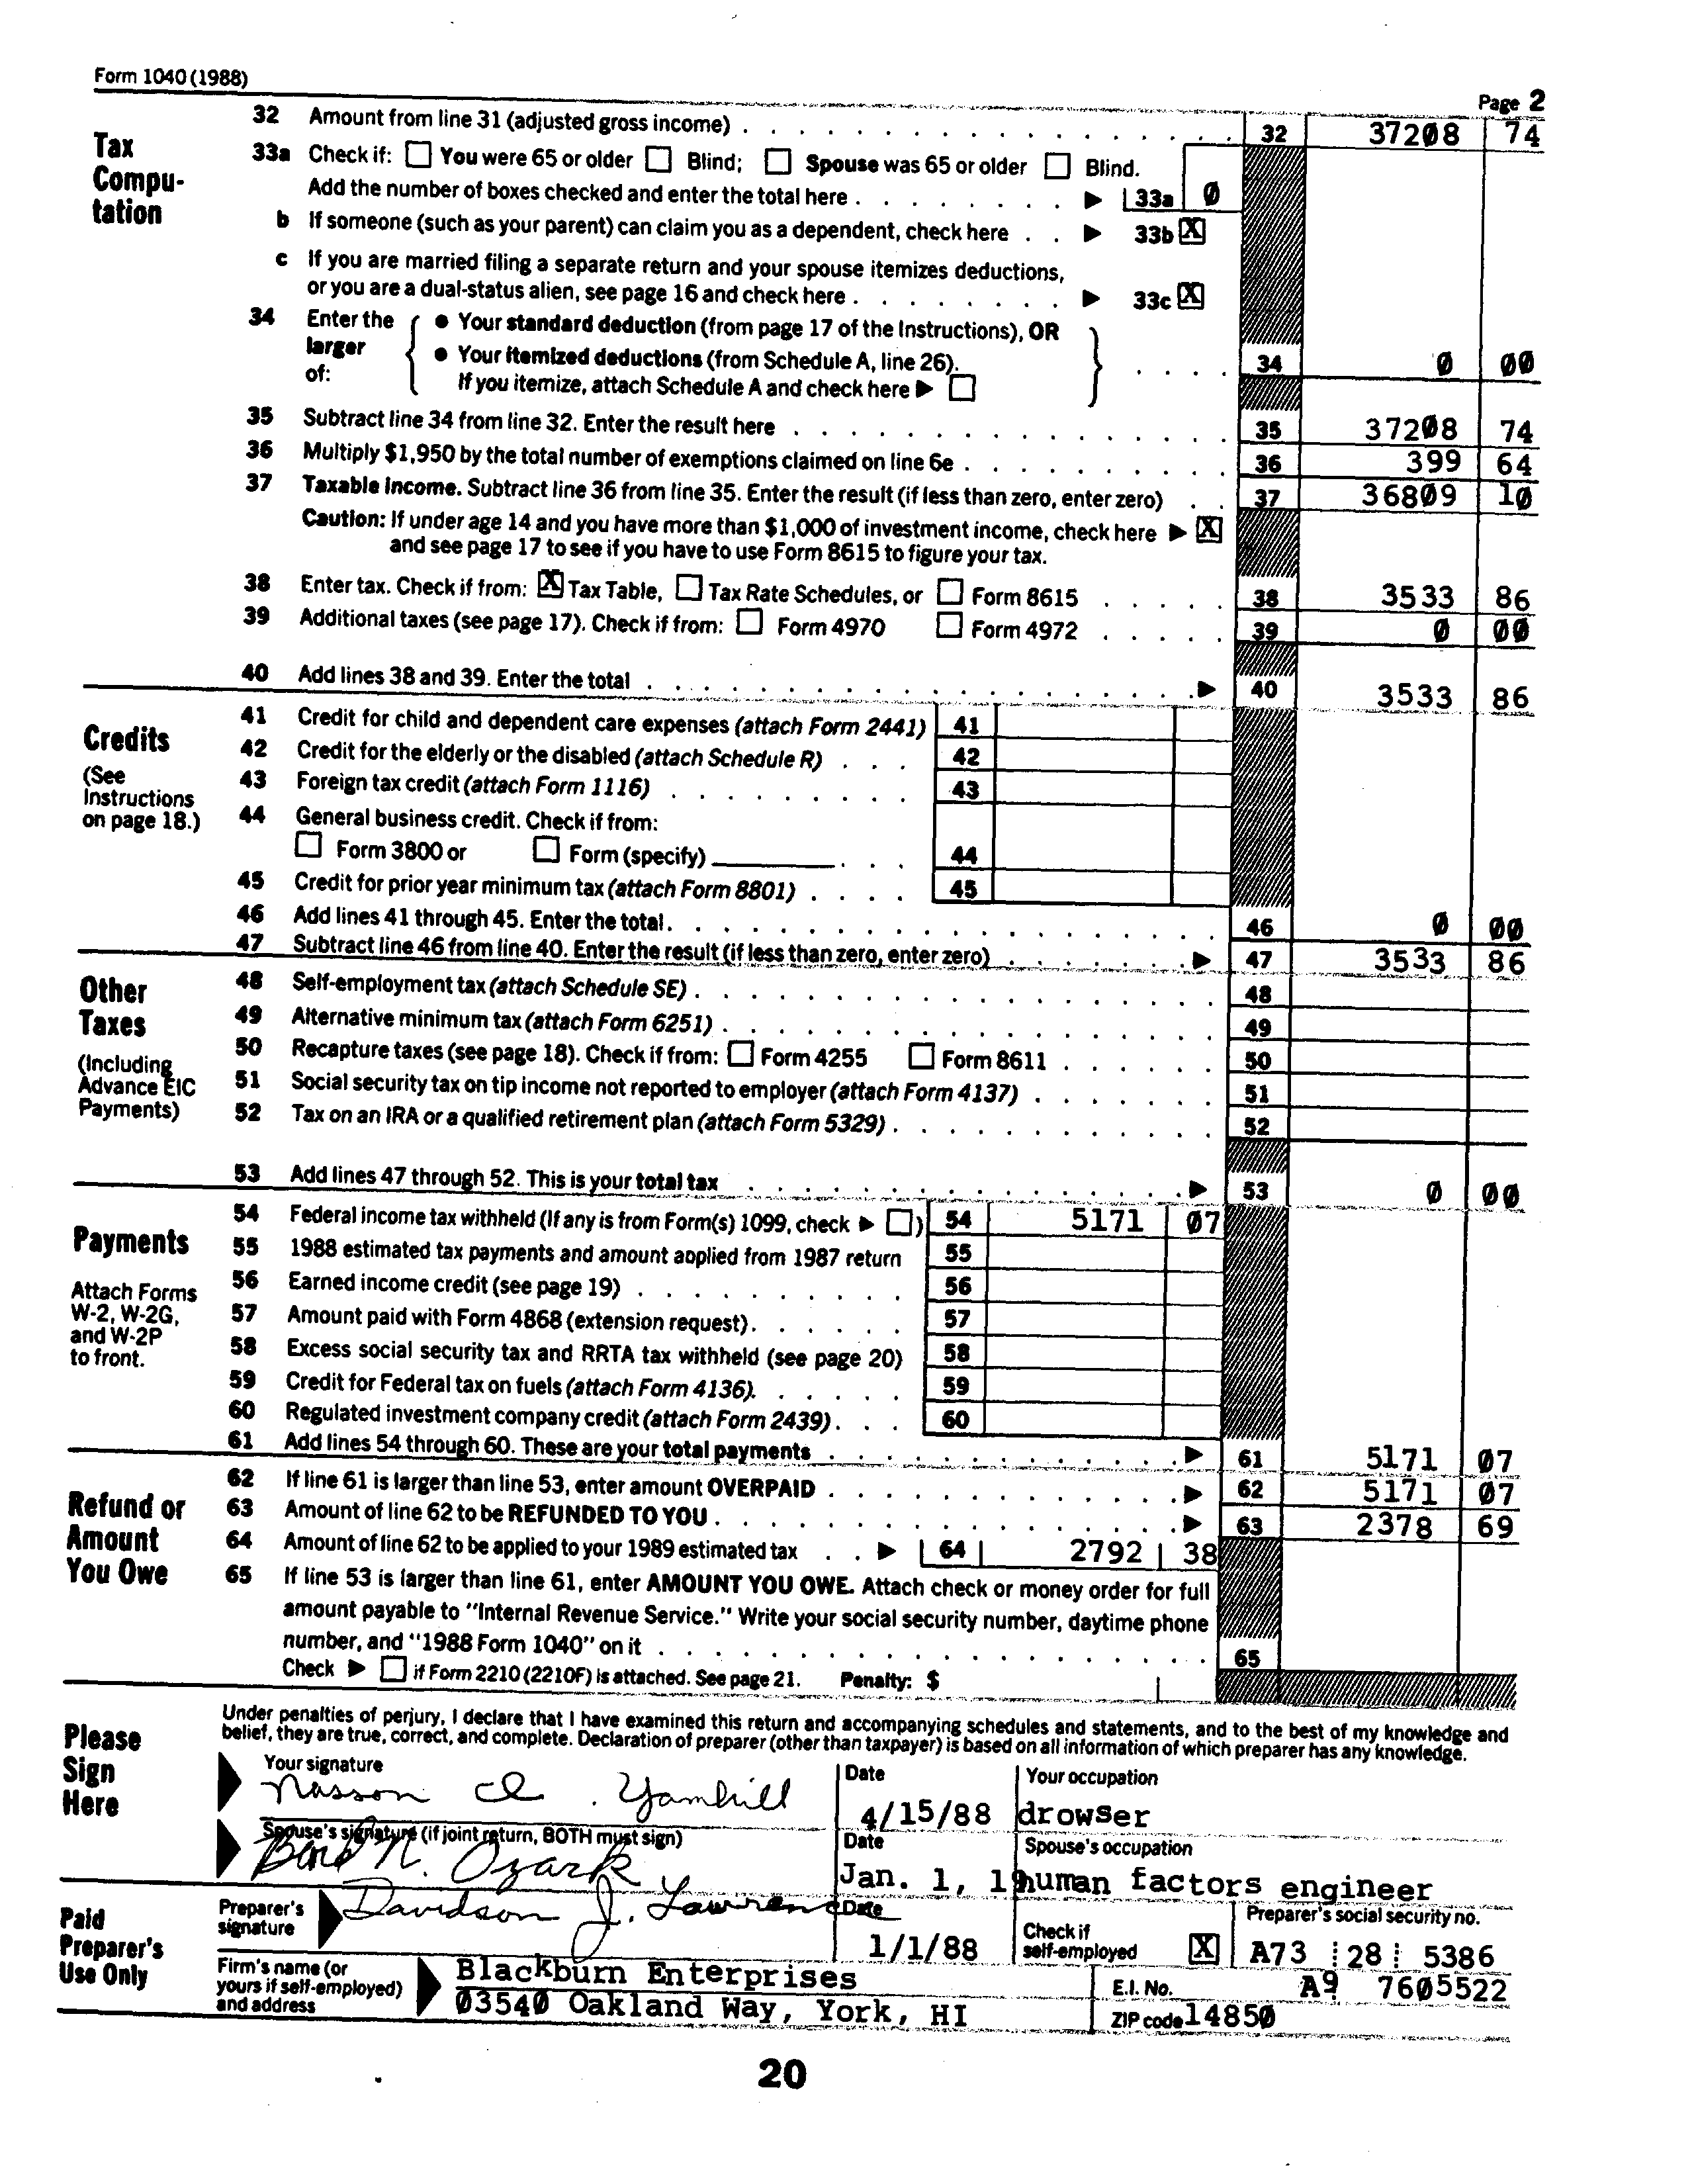 Form 1040 (1988)
Page 2
Tax Compu-tation
32 Amount from line 31 (adjusted gross income) . . . . 32 37208 74
33a Check if: ☐ You were 65 or older ☐ Blind; ☐ Spouse was 65 or older ☐ Blind.
Add the number of boxes checked and enter the total here . . . . ▶ 33a 0
b If someone (such as your parent) can claim you as a dependent, check here . . ▶ 33b ☒
c If you are married filing a separate return and your spouse itemizes deductions,
or you are a dual-status alien, see page 16 and check here . . . . ▶ 33c ☒
34 Enter the larger of:
● Your standard deduction (from page 17 of the Instructions), OR
● Your itemized deductions (from Schedule A, line 26).
If you itemize, attach Schedule A and check here ▶ ☐
. . . . 34 0 00
35 Subtract line 34 from line 32. Enter the result here . . . . 35 37208 74
36 Multiply $1,950 by the total number of exemptions claimed on line 6e . . . . 36 399 64
37 Taxable income. Subtract line 36 from line 35. Enter the result (if less than zero, enter zero) . . 37 36809 10
Caution: If under age 14 and you have more than $1,000 of investment income, check here ▶ ☒
and see page 17 to see if you have to use Form 8615 to figure your tax.
38 Enter tax. Check if from: ☒ Tax Table, ☐ Tax Rate Schedules, or ☐ Form 8615 . . . . 38 3533 86
39 Additional taxes (see page 17). Check if from: ☐ Form 4970 ☐ Form 4972 . . . . 39 0 00
40 Add lines 38 and 39. Enter the total . . . . ▶ 40 3533 86
Credits
(See Instructions on page 18.)
41 Credit for child and dependent care expenses (attach Form 2441) 41
42 Credit for the elderly or the disabled (attach Schedule R) . . . 42
43 Foreign tax credit (attach Form 1116) . . . . 43
44 General business credit. Check if from:
☐ Form 3800 or ☐ Form (specify) ________ . . . 44
45 Credit for prior year minimum tax (attach Form 8801) . . . . 45
46 Add lines 41 through 45. Enter the total . . . . 46 0 00
47 Subtract line 46 from line 40. Enter the result (if less than zero, enter zero) . . . . ▶ 47 3533 86
Other Taxes
(Including Advance EIC Payments)
48 Self-employment tax (attach Schedule SE) . . . . 48
49 Alternative minimum tax (attach Form 6251) . . . . 49
50 Recapture taxes (see page 18). Check if from: ☐ Form 4255 ☐ Form 8611 . . . . 50
51 Social security tax on tip income not reported to employer (attach Form 4137) . . . . 51
52 Tax on an IRA or a qualified retirement plan (attach Form 5329) . . . . 52
53 Add lines 47 through 52. This is your total tax . . . . ▶ 53 0 00
Payments
Attach Forms W-2, W-2G, and W-2P to front.
54 Federal income tax withheld (If any is from Form(s) 1099, check ▶ ☐) 54 5171 07
55 1988 estimated tax payments and amount applied from 1987 return 55
56 Earned income credit (see page 19) . . . . 56
57 Amount paid with Form 4868 (extension request) . . . . 57
58 Excess social security tax and RRTA tax withheld (see page 20) 58
59 Credit for Federal tax on fuels (attach Form 4136). . . . 59
60 Regulated investment company credit (attach Form 2439) . . . 60
61 Add lines 54 through 60. These are your total payments . . . . ▶ 61 5171 07
Refund or Amount You Owe
62 If line 61 is larger than line 53, enter amount OVERPAID . . . . ▶ 62 5171 07
63 Amount of line 62 to be REFUNDED TO YOU . . . . ▶ 63 2378 69
64 Amount of line 62 to be applied to your 1989 estimated tax . . ▶ 64 2792 38
65 If line 53 is larger than line 61, enter AMOUNT YOU OWE. Attach check or money order for full
amount payable to "Internal Revenue Service." Write your social security number, daytime phone
number, and "1988 Form 1040" on it . . . . 65
Check ▶ ☐ if Form 2210 (2210F) is attached. See page 21. Penalty: $
Please Sign Here
Under penalties of perjury, I declare that I have examined this return and accompanying schedules and statements, and to the best of my knowledge and
belief, they are true, correct, and complete. Declaration of preparer (other than taxpayer) is based on all information of which preparer has any knowledge.
Your signature Date Your occupation
Nasson Yamhill 4/15/88 drowser
Spouse's signature (if joint return, BOTH must sign) Date Spouse's occupation
N. Ozark Jan. 1, 19 human factors engineer
Paid Preparer's Use Only
Preparer's signature Davidson J. Lawrence Date 1/1/88 Check if self-employed ☒ Preparer's social security no. A73 28 5386
Firm's name (or yours if self-employed) and address
Blackburn Enterprises E.I. No. A9 7605522
03540 Oakland Way, York, HI ZIP code 14850
20